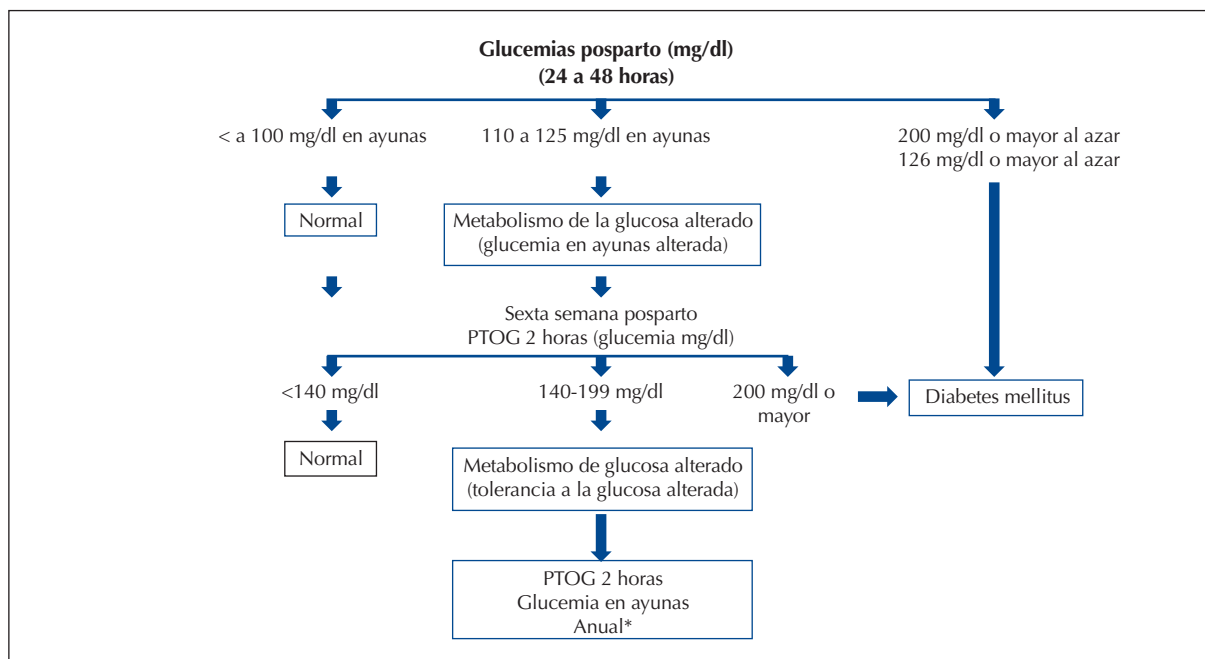 Glucemias posparto (mg/dl)
(24 a 48 horas)
< a 100 mg/dl en ayunas
110 a 125 mg/dl en ayunas
200 mg/dl o mayor al azar
126 mg/dl o mayor al azar
Normal
Metabolismo de la glucosa alterado
(glucemia en ayunas alterada)
Sexta semana posparto
PTOG 2 horas (glucemia mg/dl)
<140 mg/dl
140-199 mg/dl
200 mg/dl o
mayor
Diabetes mellitus
Normal
Metabolismo de glucosa alterado
(tolerancia a la glucosa alterada)
PTOG 2 horas
Glucemia en ayunas
Anual*